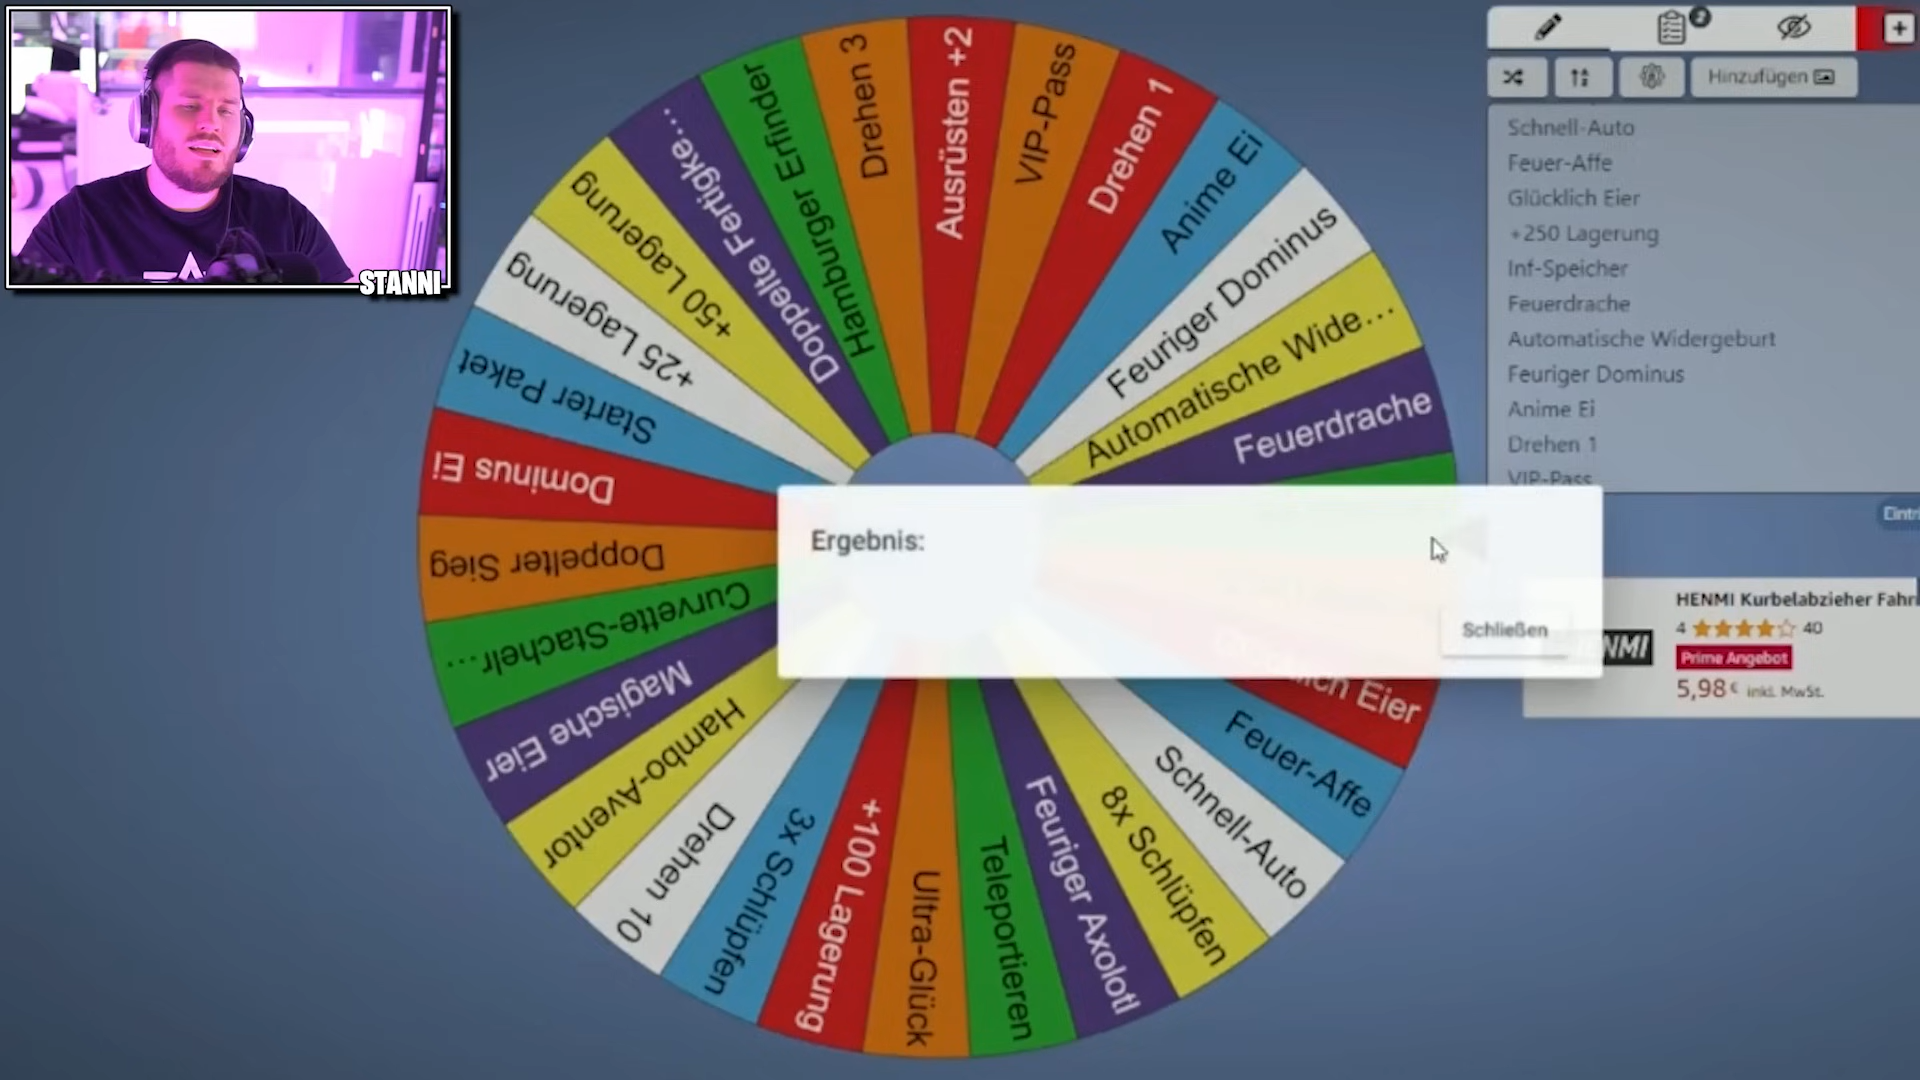 STANNI
Drehen 3
Ausrüsten +2
VIP-Pass
Drehen 1
Anime Ei
Feuriger Dominus
Automatische Wide...
Feuerdrache
Eier
Feuer-Affe
Schnell-Auto
8x Schlüpfen
Feuriger Axolotl
Teleportieren
Ultra-Glück
+100 Lagerung
3x Schlüpfen
Drehen 10
Hambo-Aventor
Magische Eier
Curvette-Stachelr...
Doppelter Sieg
Dominus Ei
Starter Paket
+25 Lagerung
+50 Lagerung
Doppelte Fertigke...
Hamburger Erfinder
Ergebnis:
Schließen
2
+
Hinzufügen
Schnell-Auto
Feuer-Affe
Glücklich Eier
+250 Lagerung
Inf-Speicher
Feuerdrache
Automatische Widergeburt
Feuriger Dominus
Anime Ei
Drehen 1
VIP-Pass
Eintr
HENMI Kurbelabzieher Fahr
4 40
Prime Angebot
5,98 € inkl. MwSt.